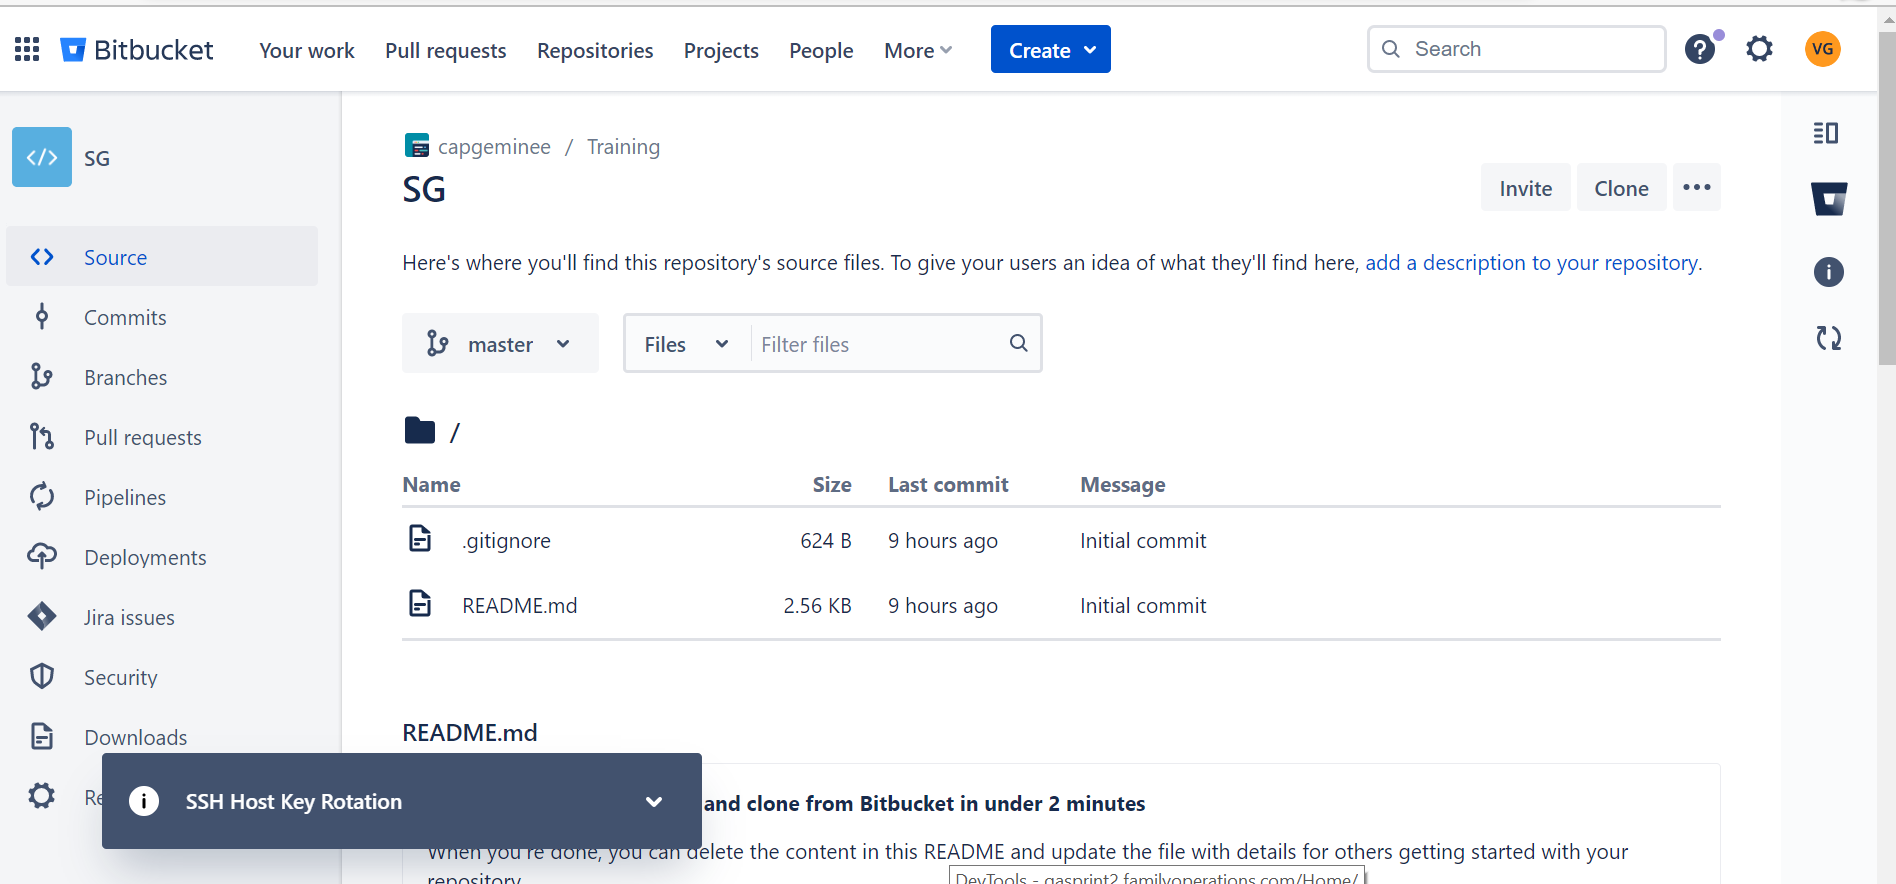 Bitbucket
Your work
Pull requests
Repositories
Projects
People
More
Create
Search
VG
SG
Source
Commits
Branches
Pull requests
Pipelines
Deployments
Jira issues
Security
Downloads
capgeminee / Training
SG
Invite
Clone
Here's where you'll find this repository's source files. To give your users an idea of what they'll find here, add a description to your repository.
master
Files
Filter files
/
Name Size Last commit Message
.gitignore 624 B 9 hours ago Initial commit
README.md 2.56 KB 9 hours ago Initial commit
README.md
SSH Host Key Rotation
and clone from Bitbucket in under 2 minutes
When you're done, you can delete the content in this README and update the file with details for others getting started with your
repository.
DevTools - qasprint2.familyoperations.com/Home/